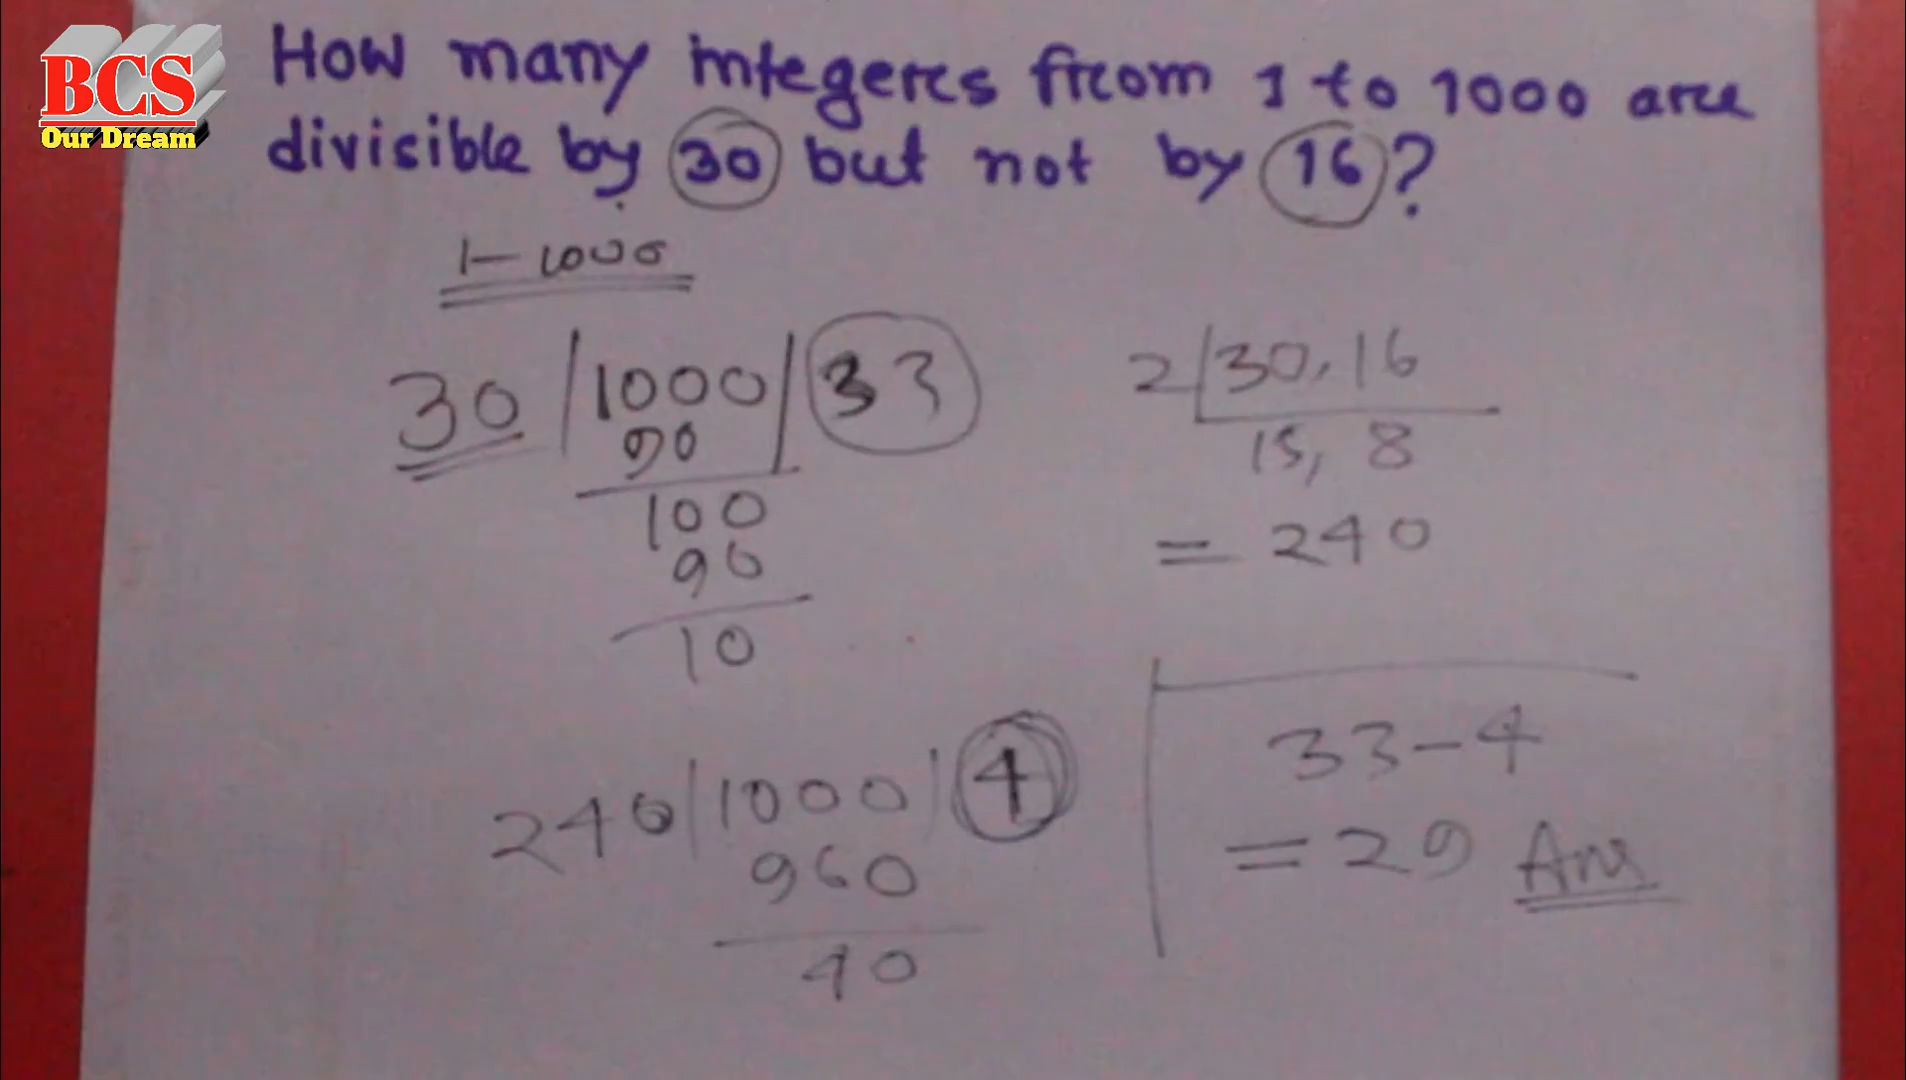 BCS
Our Dream
How many integers from 1 to 1000 are
divisible by 30 but not by 16?
1-1000
30 / 1000 / 33
90
100
90
10
2 | 30, 16
15, 8
= 240
240 | 1000 | 4
960
40
33-4
= 29 Ans